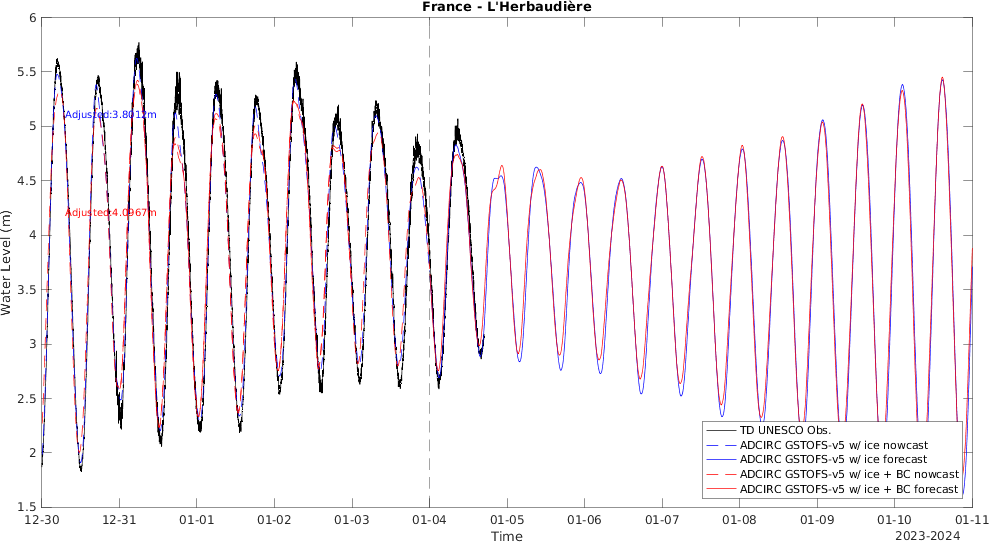 France - L'Herbaudière
6
5.5
5
4.5
4
3.5
3
2.5
2
1.5
Water Level (m)
Adjusted:3.8012m
Adjusted:4.0967m
TD UNESCO Obs.
ADCIRC GSTOFS-v5 w/ ice nowcast
ADCIRC GSTOFS-v5 w/ ice forecast
ADCIRC GSTOFS-v5 w/ ice + BC nowcast
ADCIRC GSTOFS-v5 w/ ice + BC forecast
12-30 12-31 01-01 01-02 01-03 01-04 01-05 01-06 01-07 01-08 01-09 01-10 01-11
Time
2023-2024